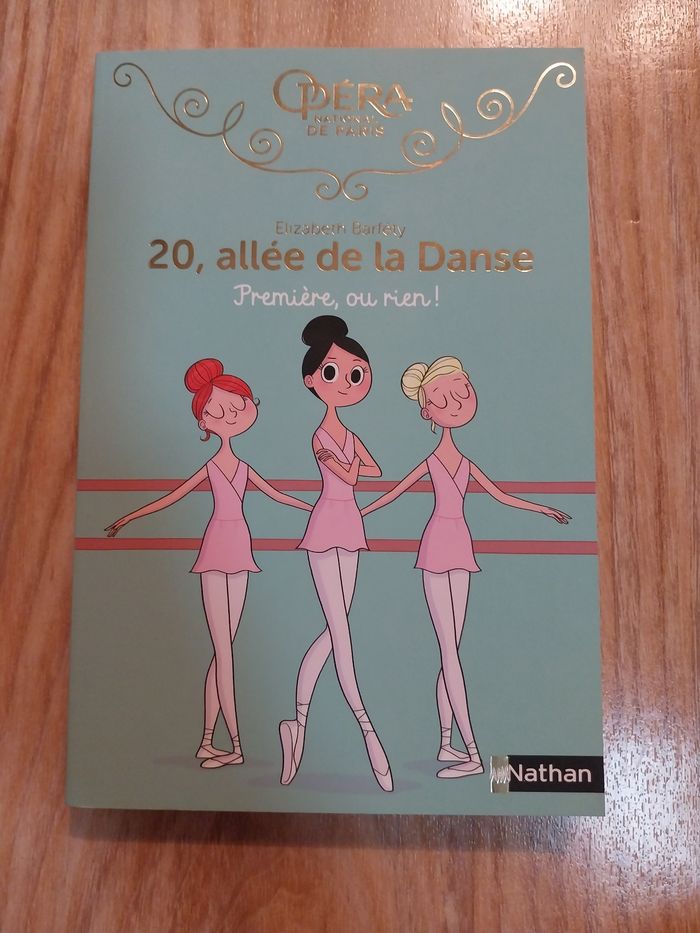 OPÉRA
NATIONAL
DE PARIS
Elizabeth Barféty
20, allée de la Danse
Première, ou rien !
Nathan